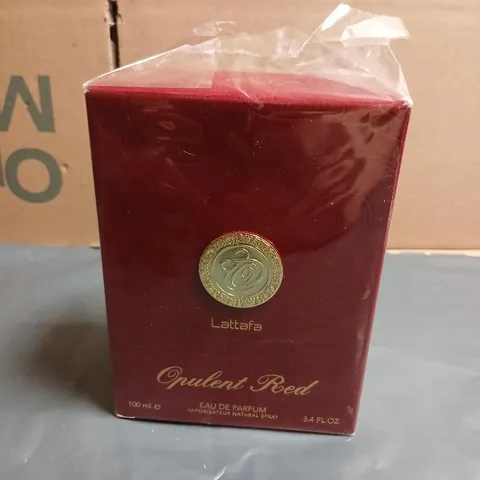 Lattafa
Opulent Red
100 ml e EAU DE PARFUM 3.4 FL.OZ.
VAPORISATEUR NATURAL SPRAY